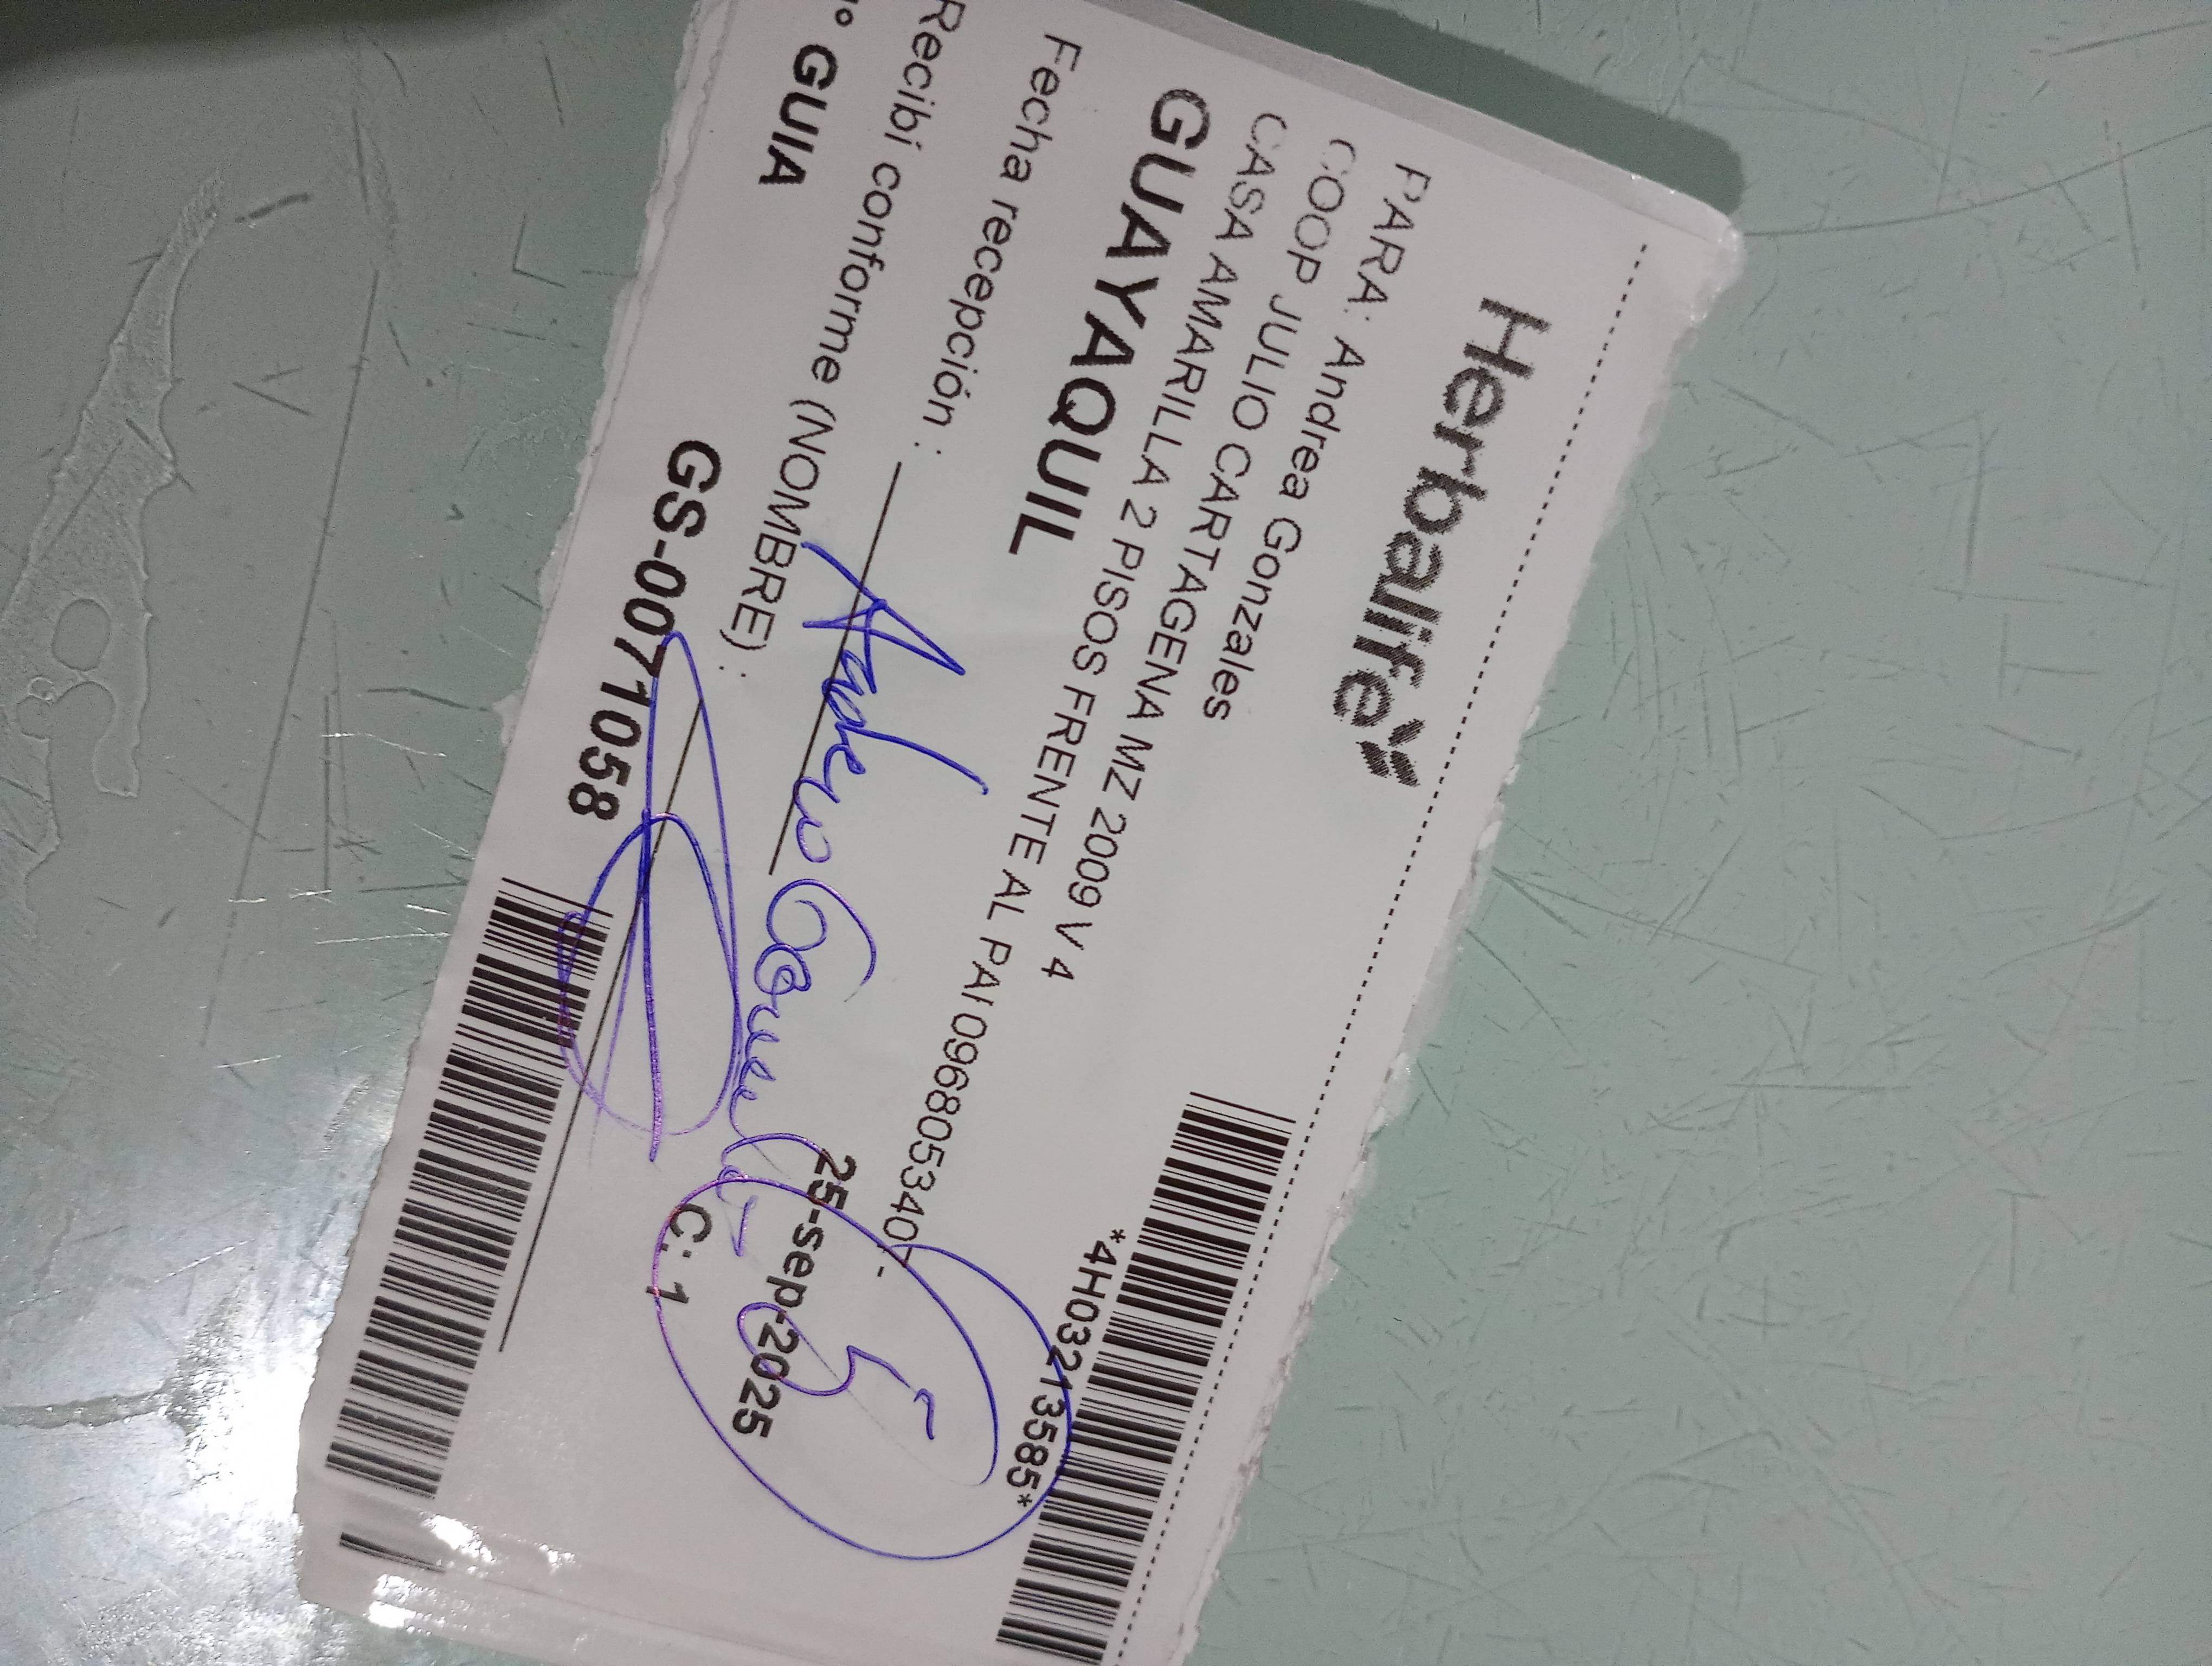 Herbalife
*4H03213585*
PARA: Andrea Gonzales
COOP JULIO CARTAGENA MZ 2009 V 4
CASA AMARILLA 2 PISOS FRENTE AL PAI 0968053407-
GUAYAQUIL
Fecha recepción :
25-sep-2025
Recibí conforme (NOMBRE) :
C: 1
° GUIA GS-0071058